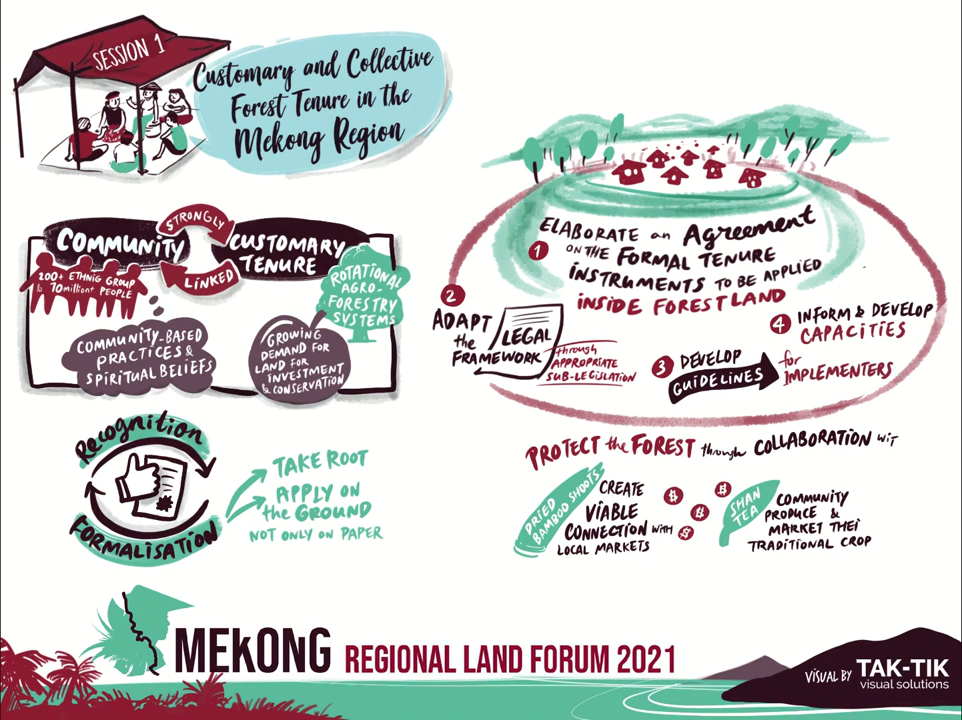 SESSION 1
Customary and Collective
Forest Tenure in the
Mekong Region
COMMUNITY
STRONGLY
LINKED
CUSTOMARY
TENURE
200+ ETHNIG GROUP
& 70 million+ PEOPLE
ROTATIONAL
AGRO-
FORESTRY
SYSTEMS
COMMUNITY-BASED
PRACTICES &
SPIRITUAL BELIEFS
GROWING
DEMAND FOR
LAND FOR
INVESTMENT
& CONSERVATION
Recognition
FORMALISATION
TAKE ROOT
APPLY ON
the GROUND
NOT ONLY ON PAPER
1
ELABORATE an Agreement
ON THE FORMAL TENURE
INSTRUMENTS TO BE APPLIED
INSIDE FOREST LAND
2
ADAPT
the LEGAL
FRAMEWORK
through
APPROPRIATE
SUB-LEGISLATION
3 DEVELOP
GUIDELINES
for
IMPLEMENTERS
4 INFORM & DEVELOP
CAPACITIES
PROTECT the FOREST through COLLABORATION WIT
DRIED
BAMBOO SHOOTS
CREATE
VIABLE
CONNECTION WITH
LOCAL MARKETS
$
$
$
SHAN
TEA
COMMUNITY
PRODUCE &
MARKET THEI
TRADITIONAL CROP
MEKONG REGIONAL LAND FORUM 2021
VISUAL BY TAK-TIK
visual solutions